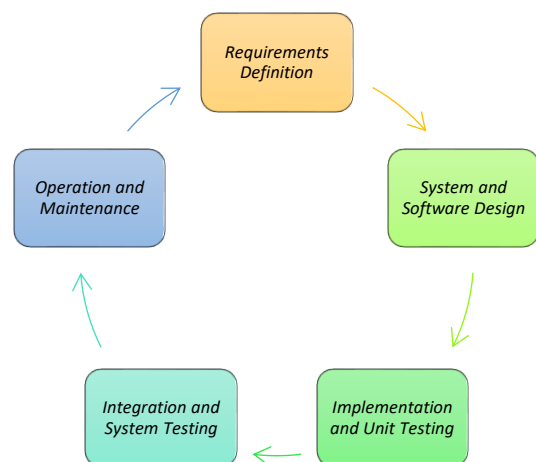 Requirements
Definition
System and
Software Design
Implementation
and Unit Testing
Integration and
System Testing
Operation and
Maintenance